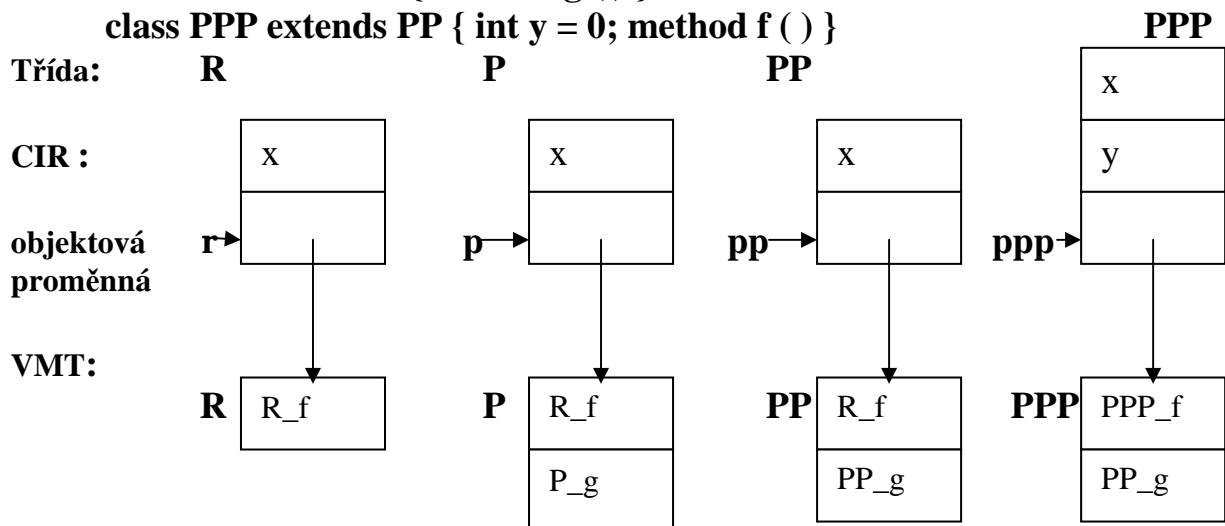 class PPP extends PP { int y = 0; method f ( ) } PPP
Třída: R P PP
x
CIR : x x x y
objektová r p pp ppp
proměnná
VMT:
R R_f P R_f PP R_f PPP PPP_f
P_g PP_g PP_g